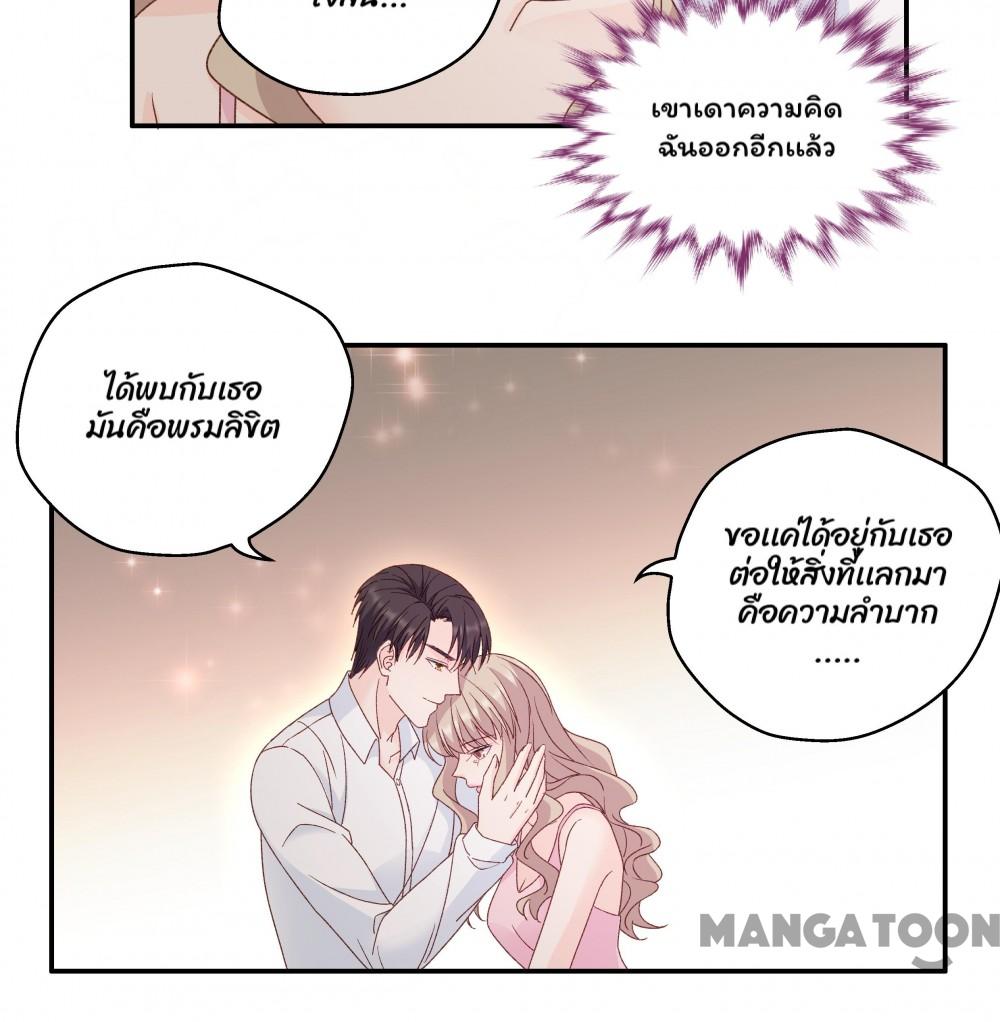 เขาเดาความคิด
ฉันออกอีกแล้ว
ได้พบกับเธอ
มันคือพรมลิขิต
ขอแค่ได้อยู่กับเธอ
ต่อให้สิ่งที่แลกมา
คือความลำบาก
.....
MANGATOON